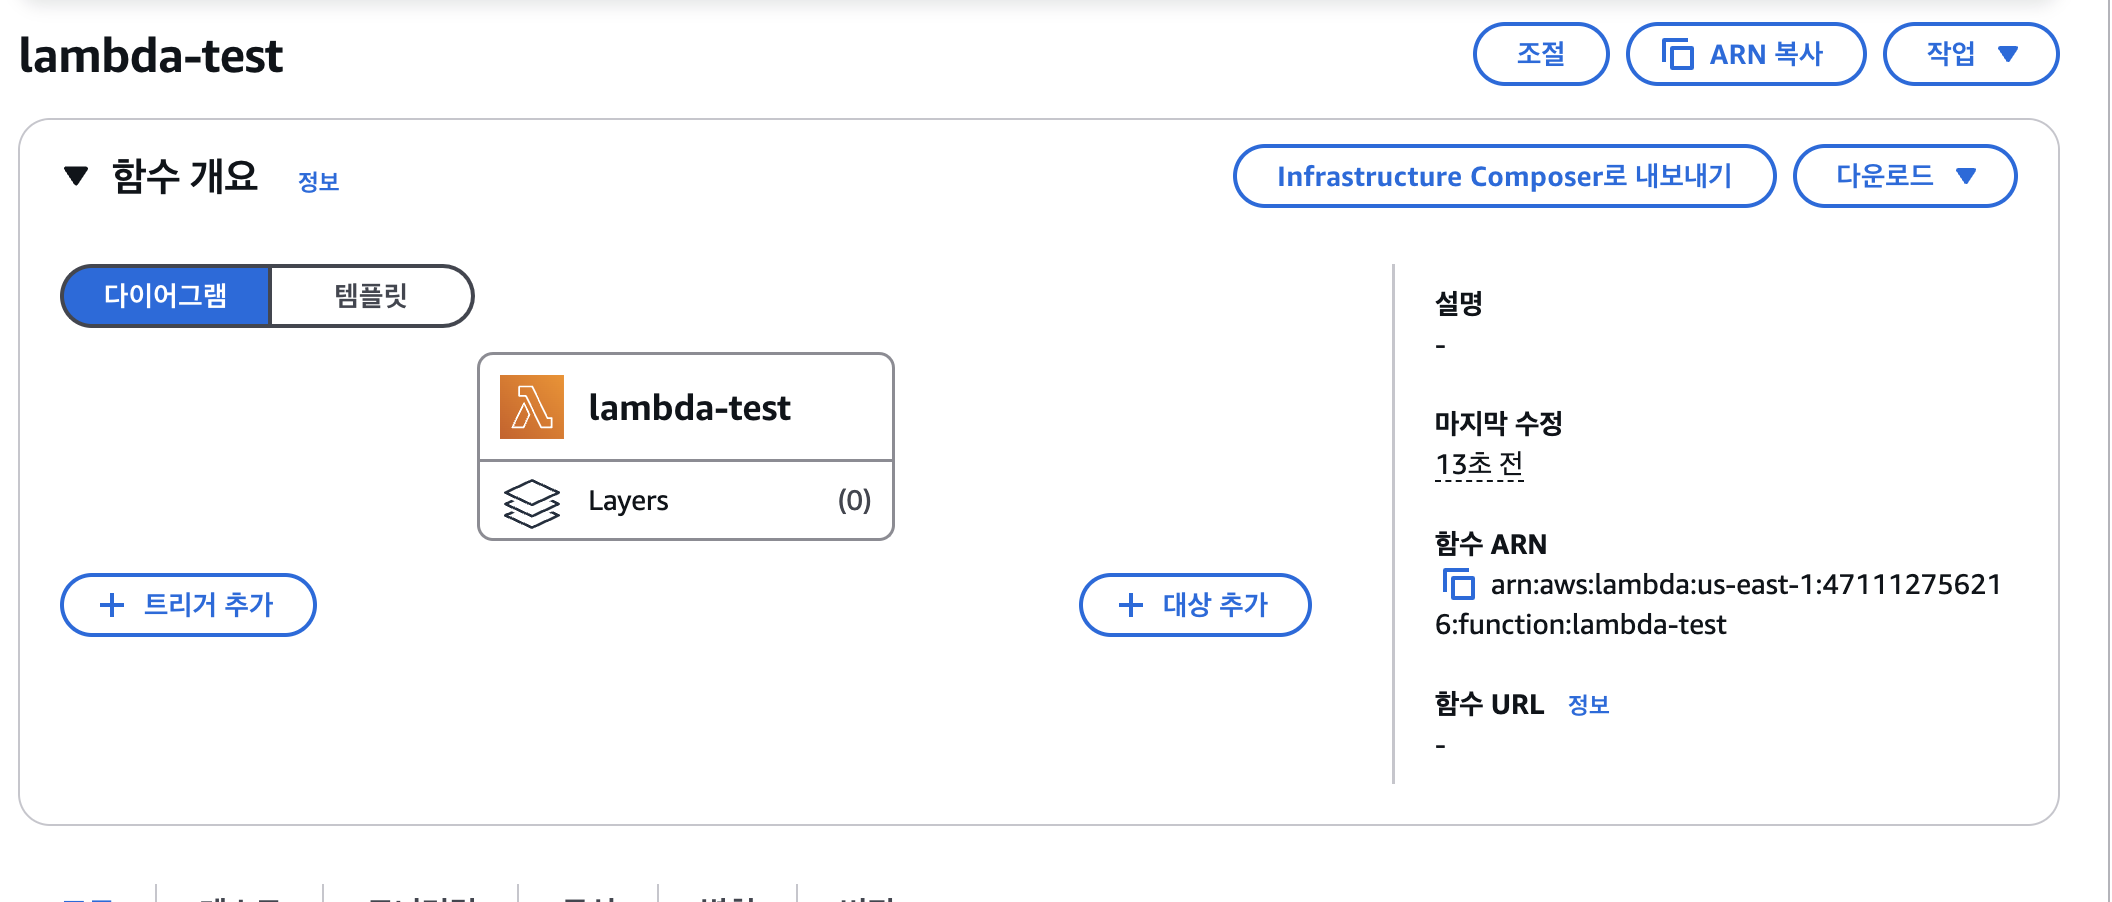 lambda-test
조절
ARN 복사
작업
함수 개요 정보
Infrastructure Composer로 내보내기
다운로드
다이어그램
템플릿
lambda-test
Layers (0)
트리거 추가
대상 추가
설명
-
마지막 수정
13초 전
함수 ARN
arn:aws:lambda:us-east-1:47111275621
6:function:lambda-test
함수 URL 정보
-